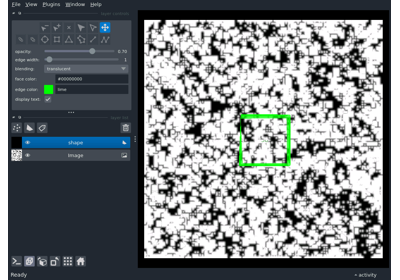 File View Plugins Window Help
opacity: 0.70
edge width: 1
blending: translucent
face color: #00000000
edge color: lime
display text: ✓
shape
image
Ready
activity